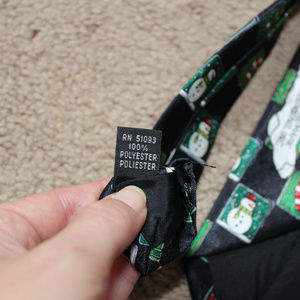 RN 51093
100%
POLYESTER
POLIESTER